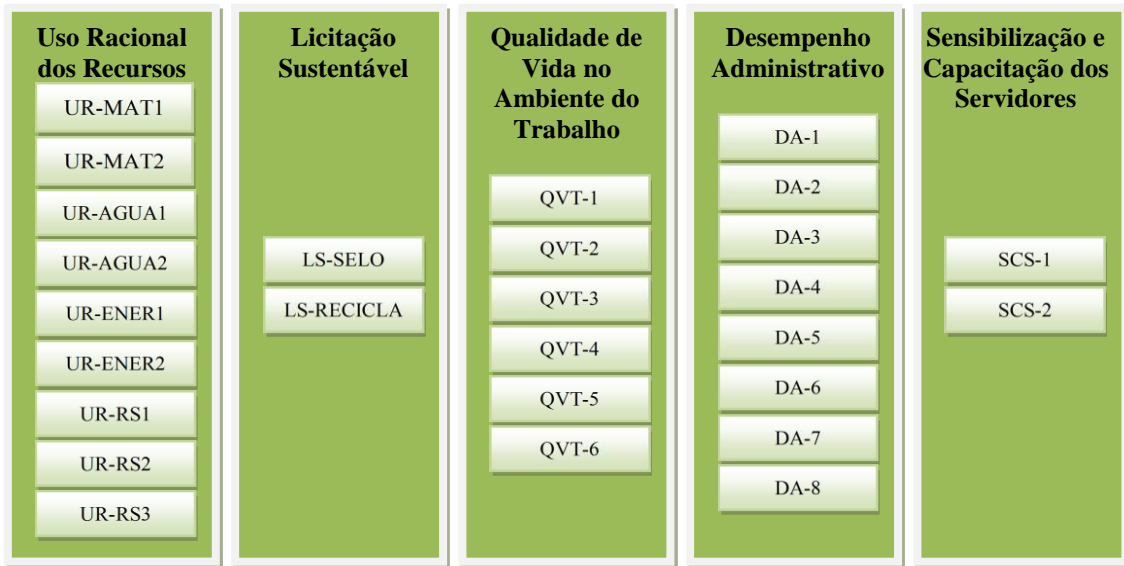 Uso Racional
dos Recursos
UR-MAT1
UR-MAT2
UR-AGUA1
UR-AGUA2
UR-ENER1
UR-ENER2
UR-RS1
UR-RS2
UR-RS3
Licitação
Sustentável
LS-SELO
LS-RECICLA
Qualidade de
Vida no
Ambiente do
Trabalho
QVT-1
QVT-2
QVT-3
QVT-4
QVT-5
QVT-6
Desempenho
Administrativo
DA-1
DA-2
DA-3
DA-4
DA-5
DA-6
DA-7
DA-8
Sensibilização e
Capacitação dos
Servidores
SCS-1
SCS-2